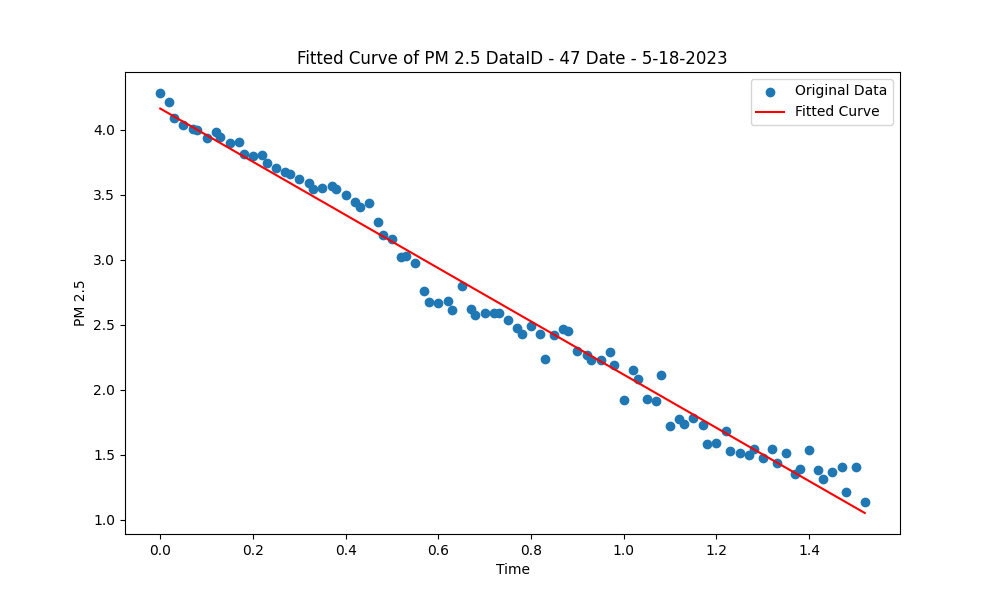 Fitted Curve of PM 2.5 DataID - 47 Date - 5-18-2023
Original Data
Fitted Curve
PM 2.5
4.0
3.5
3.0
2.5
2.0
1.5
1.0
0.0 0.2 0.4 0.6 0.8 1.0 1.2 1.4
Time